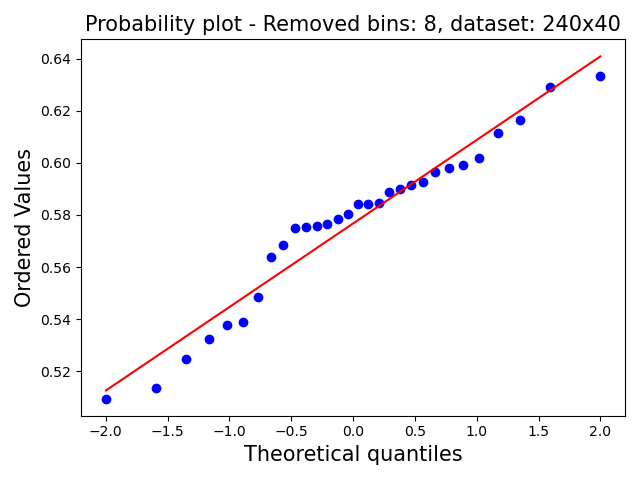 Probability plot - Removed bins: 8, dataset: 240x40
Ordered Values
0.64
0.62
0.60
0.58
0.56
0.54
0.52
−2.0 −1.5 −1.0 −0.5 0.0 0.5 1.0 1.5 2.0
Theoretical quantiles